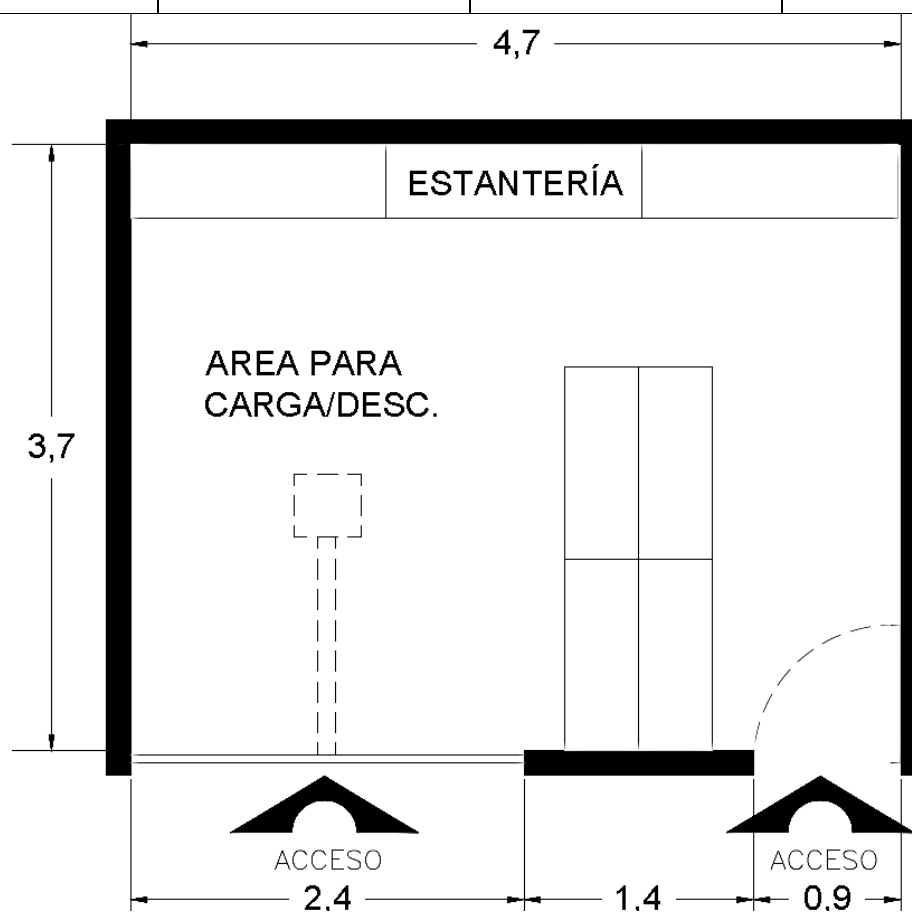 4,7
ESTANTERÍA
AREA PARA
CARGA/DESC.
3,7
ACCESO
ACCESO
2,4
1,4
0,9